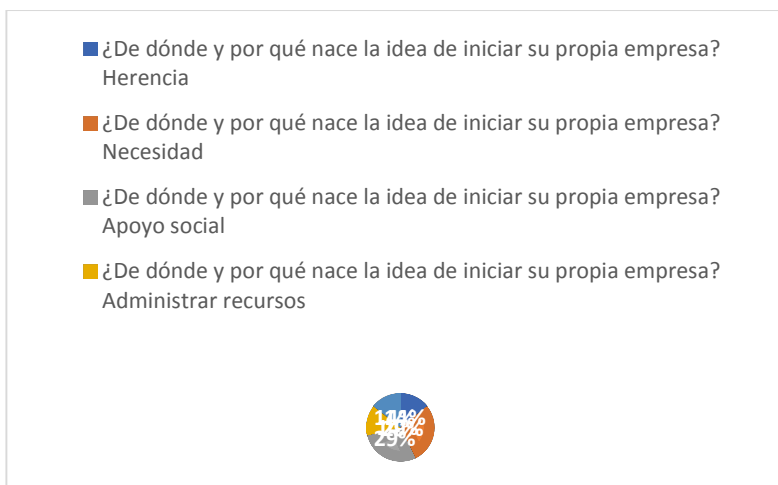 ¿De dónde y por qué nace la idea de iniciar su propia empresa?
Herencia
¿De dónde y por qué nace la idea de iniciar su propia empresa?
Necesidad
¿De dónde y por qué nace la idea de iniciar su propia empresa?
Apoyo social
¿De dónde y por qué nace la idea de iniciar su propia empresa?
Administrar recursos
29%